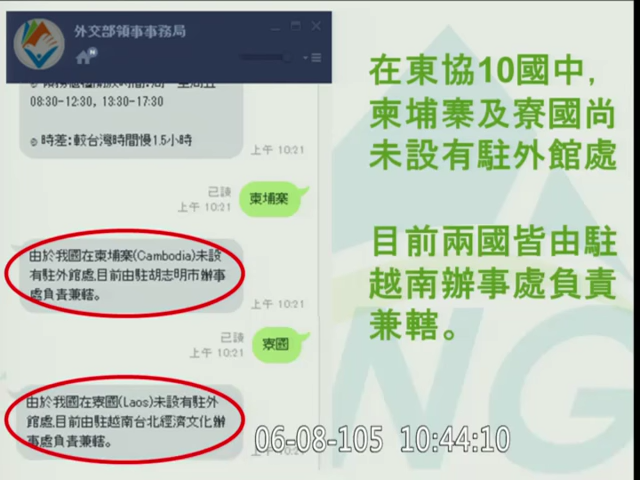 外交部領事事務局
N
08:30-12:30, 13:30-17:30
時差:較台灣時間慢1.5小時
上午 10:21
已讀
上午 10:21
柬埔寨
由於我國在柬埔寨(Cambodia)未設
有駐外館處,目前由駐胡志明市辦事
處負責兼轄。
上午 10:21
已讀
上午 10:21
寮國
由於我國在寮國(Laos)未設有駐外
館處,目前由駐越南台北經濟文化辦
事處負責兼轄。
在東協10國中,
柬埔寨及寮國尚
未設有駐外館處
目前兩國皆由駐
越南辦事處負責
兼轄。
NG
06-08-105 10:44:10